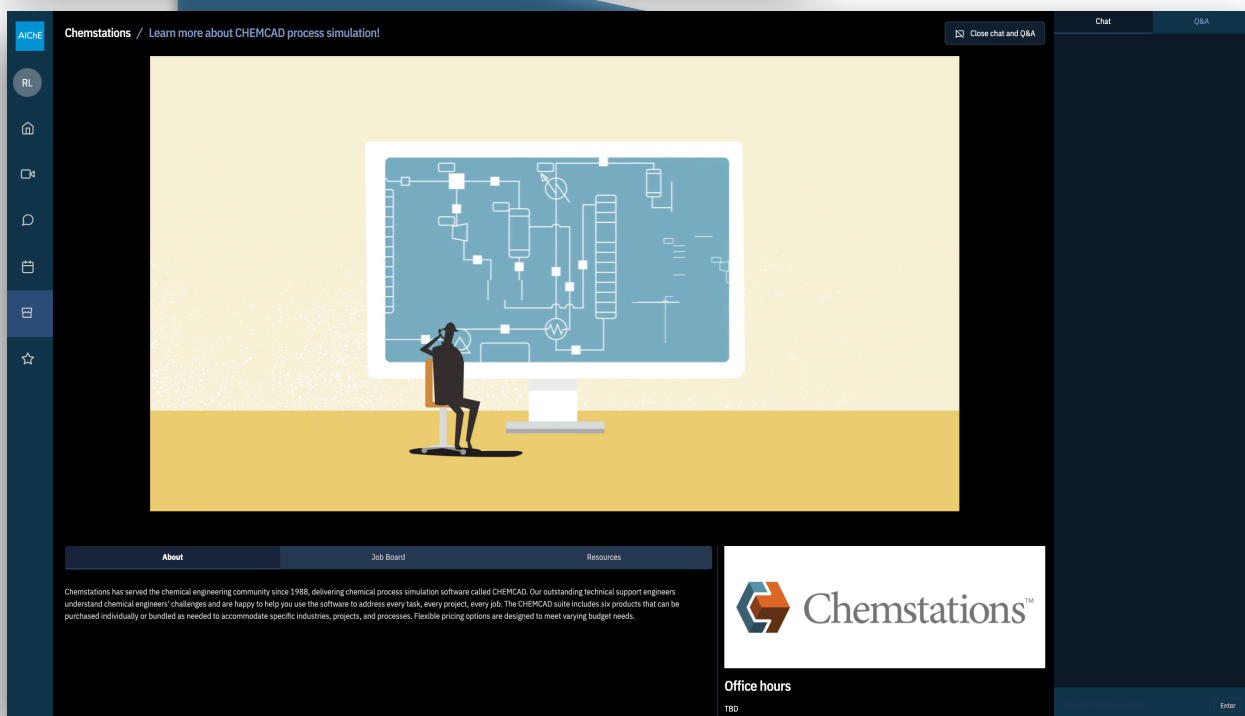 AIChE
Chemstations / Learn more about CHEMCAD process simulation!
Close chat and Q&A
Chat
Q&A
RL
About
Job Board
Resources
Chemstations has served the chemical engineering community since 1988, delivering chemical process simulation software called CHEMCAD. Our outstanding technical support engineers
understand chemical engineers' challenges and are happy to help you use the software to address every task, every project, every job. The CHEMCAD suite includes six products that can be
purchased individually or bundled as needed to accommodate specific industries, projects, and processes. Flexible pricing options are designed to meet varying budget needs.
Chemstations™
Office hours
TBD
Enter